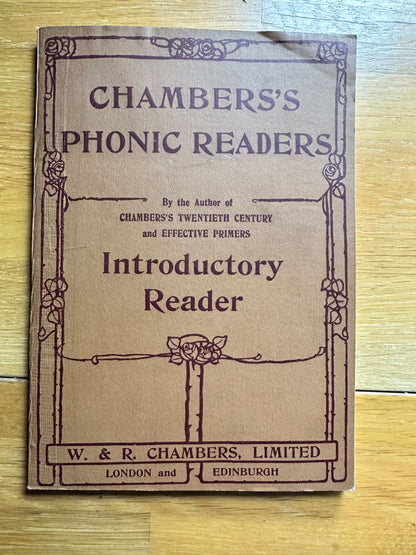 CHAMBERS'S
PHONIC READERS
By the Author of
CHAMBERS'S TWENTIETH CENTURY
and EFFECTIVE PRIMERS
Introductory
Reader
W. & R. CHAMBERS, LIMITED
LONDON and EDINBURGH